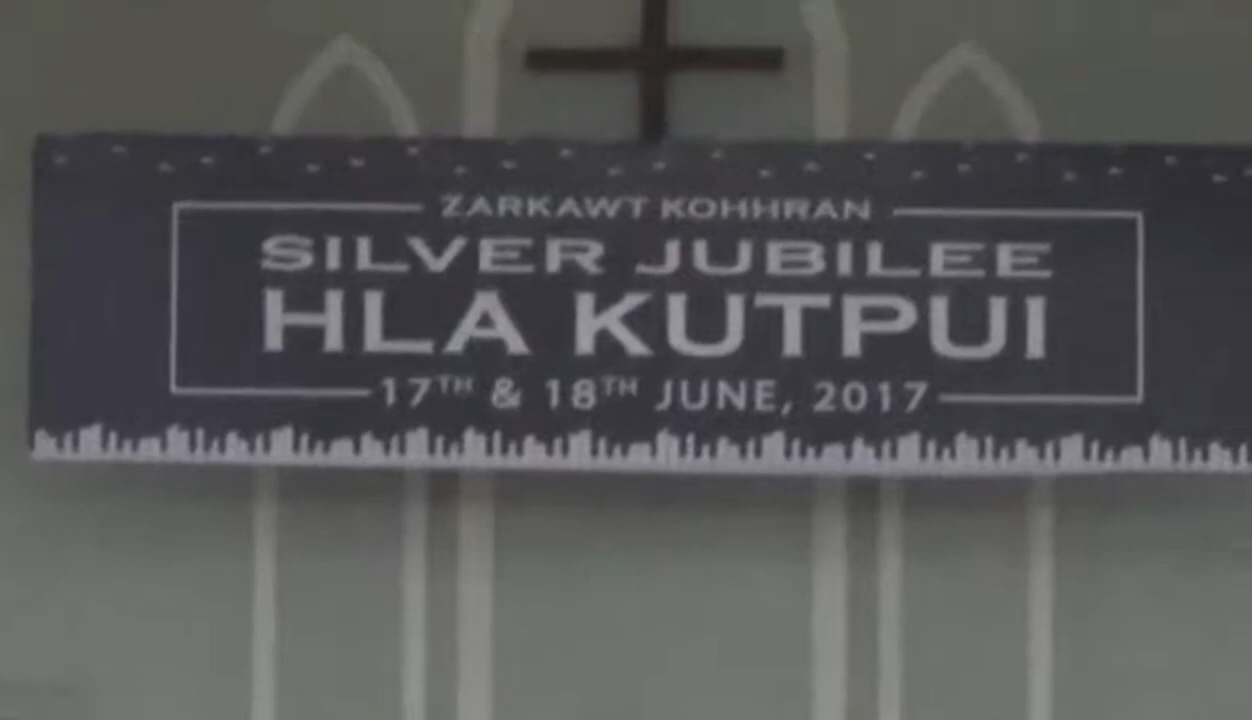 ZARKAWT KOHHRAN
SILVER JUBILEE
HLA KUTPUI
17TH & 18TH JUNE, 2017